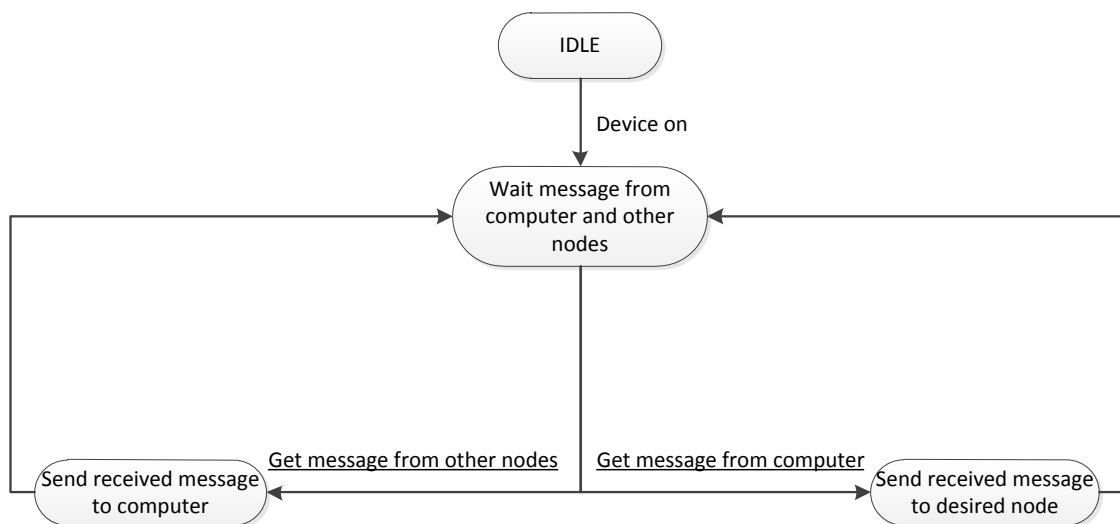 IDLE
Device on
Wait message from
computer and other
nodes
Get message from other nodes
Get message from computer
Send received message
to computer
Send received message
to desired node